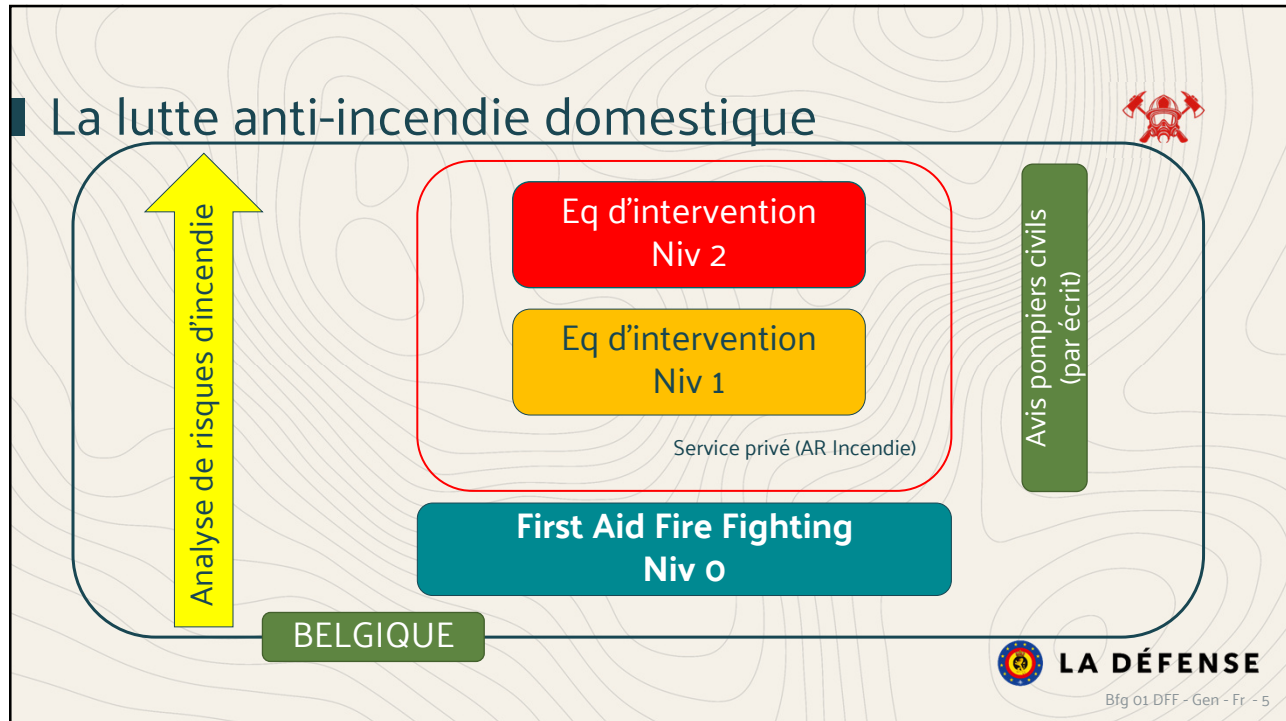 La lutte anti-incendie domestique
Analyse de risques d'incendie
Eq d'intervention
Niv 2
Eq d'intervention
Niv 1
Service privé (AR Incendie)
First Aid Fire Fighting
Niv 0
Avis pompiers civils
(par écrit)
BELGIQUE
LA DÉFENSE
Bfg 01 DFF - Gen - Fr - 5